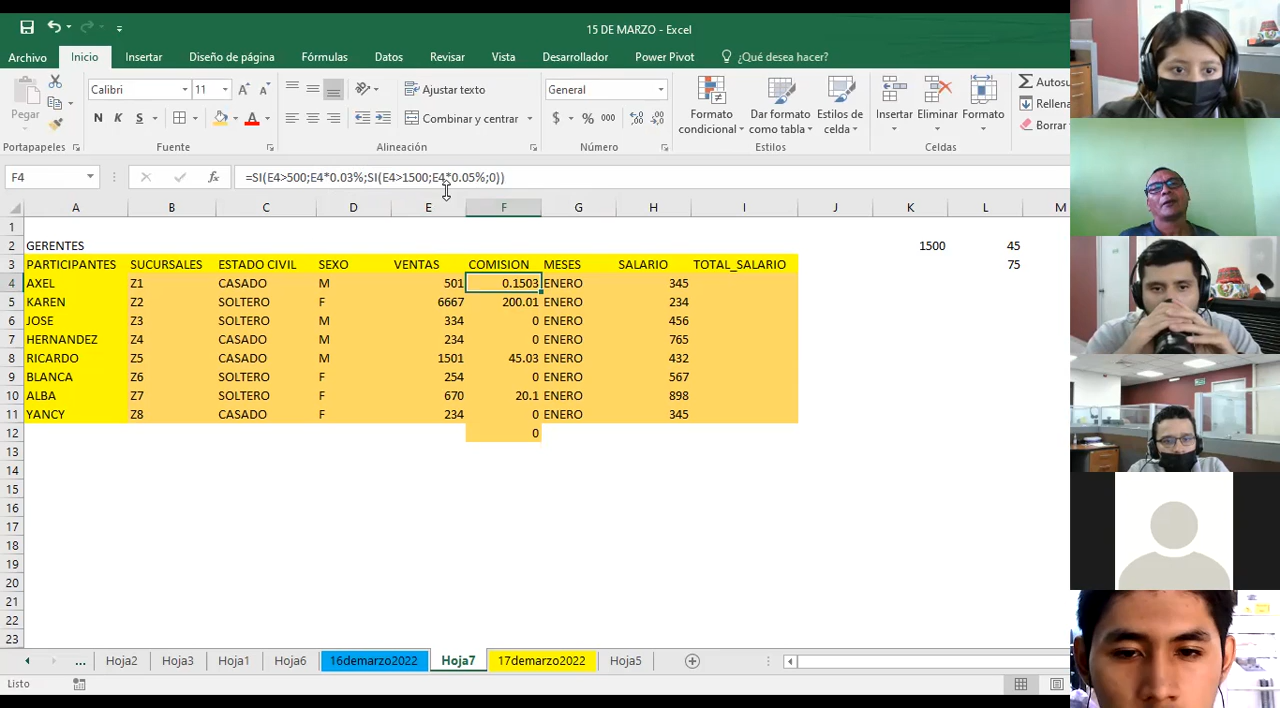 15 DE MARZO - Excel
Archivo Inicio Insertar Diseño de página Fórmulas Datos Revisar Vista Desarrollador Power Pivot ¿Qué desea hacer?
Pegar
Calibri 11
N K S
Ajustar texto
Combinar y centrar
General
$ % 000
Formato condicional
Dar formato como tabla
Estilos de celda
Insertar Eliminar Formato
Autosu
Rellena
Borrar
Portapapeles Fuente Alineación Número Estilos Celdas
F4 fx =SI(E4>500;E4*0.03%;SI(E4>1500;E4*0.05%;0))
A B C D E F G H I J K L M
1
2 GERENTES 1500 45
3 PARTICIPANTES SUCURSALES ESTADO CIVIL SEXO VENTAS COMISION MESES SALARIO TOTAL_SALARIO 75
4 AXEL Z1 CASADO M 501 0.1503 ENERO 345
5 KAREN Z2 SOLTERO F 6667 200.01 ENERO 234
6 JOSE Z3 SOLTERO M 334 0 ENERO 456
7 HERNANDEZ Z4 CASADO M 234 0 ENERO 765
8 RICARDO Z5 CASADO M 1501 45.03 ENERO 432
9 BLANCA Z6 SOLTERO F 254 0 ENERO 567
10 ALBA Z7 SOLTERO F 670 20.1 ENERO 898
11 YANCY Z8 CASADO F 234 0 ENERO 345
12 0
13
14
15
16
17
18
19
20
21
22
23
... Hoja2 Hoja3 Hoja1 Hoja6 16demarzo2022 Hoja7 17demarzo2022 Hoja5
Listo